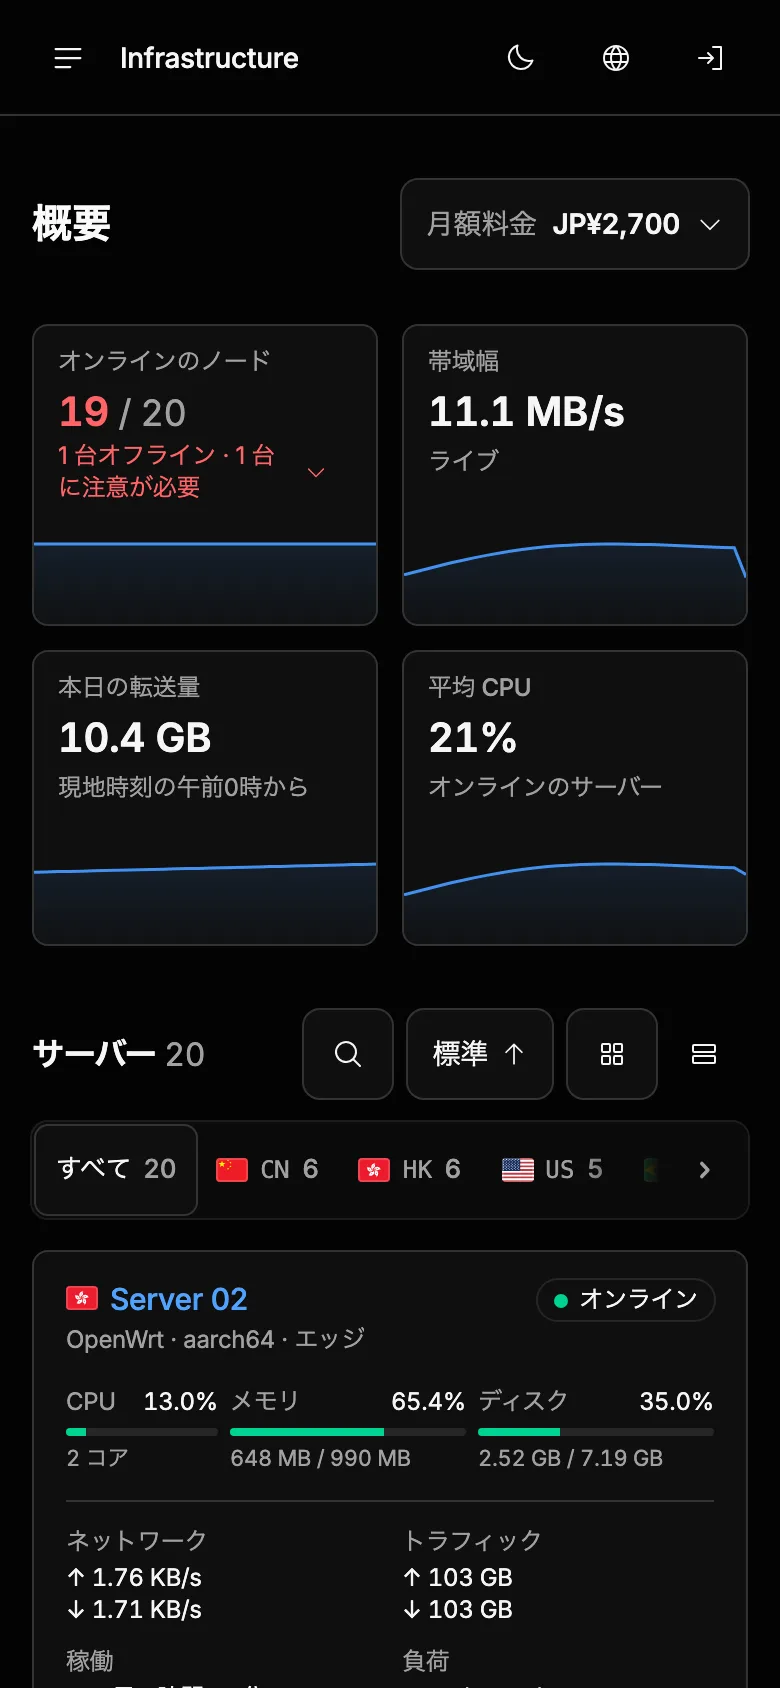 Infrastructure
概要
月額料金 JP¥2,700
オンラインのノード
19 / 20
1 台オフライン · 1 台
に注意が必要
帯域幅
11.1 MB/s
ライブ
本日の転送量
10.4 GB
現地時刻の午前0時から
平均 CPU
21%
オンラインのサーバー
サーバー 20
標準
すべて 20
CN 6
HK 6
US 5
Server 02
オンライン
OpenWrt · aarch64 · エッジ
CPU 13.0%
メモリ 65.4%
ディスク 35.0%
2 コア
648 MB / 990 MB
2.52 GB / 7.19 GB
ネットワーク
↑ 1.76 KB/s
↓ 1.71 KB/s
トラフィック
↑ 103 GB
↓ 103 GB
稼働
負荷